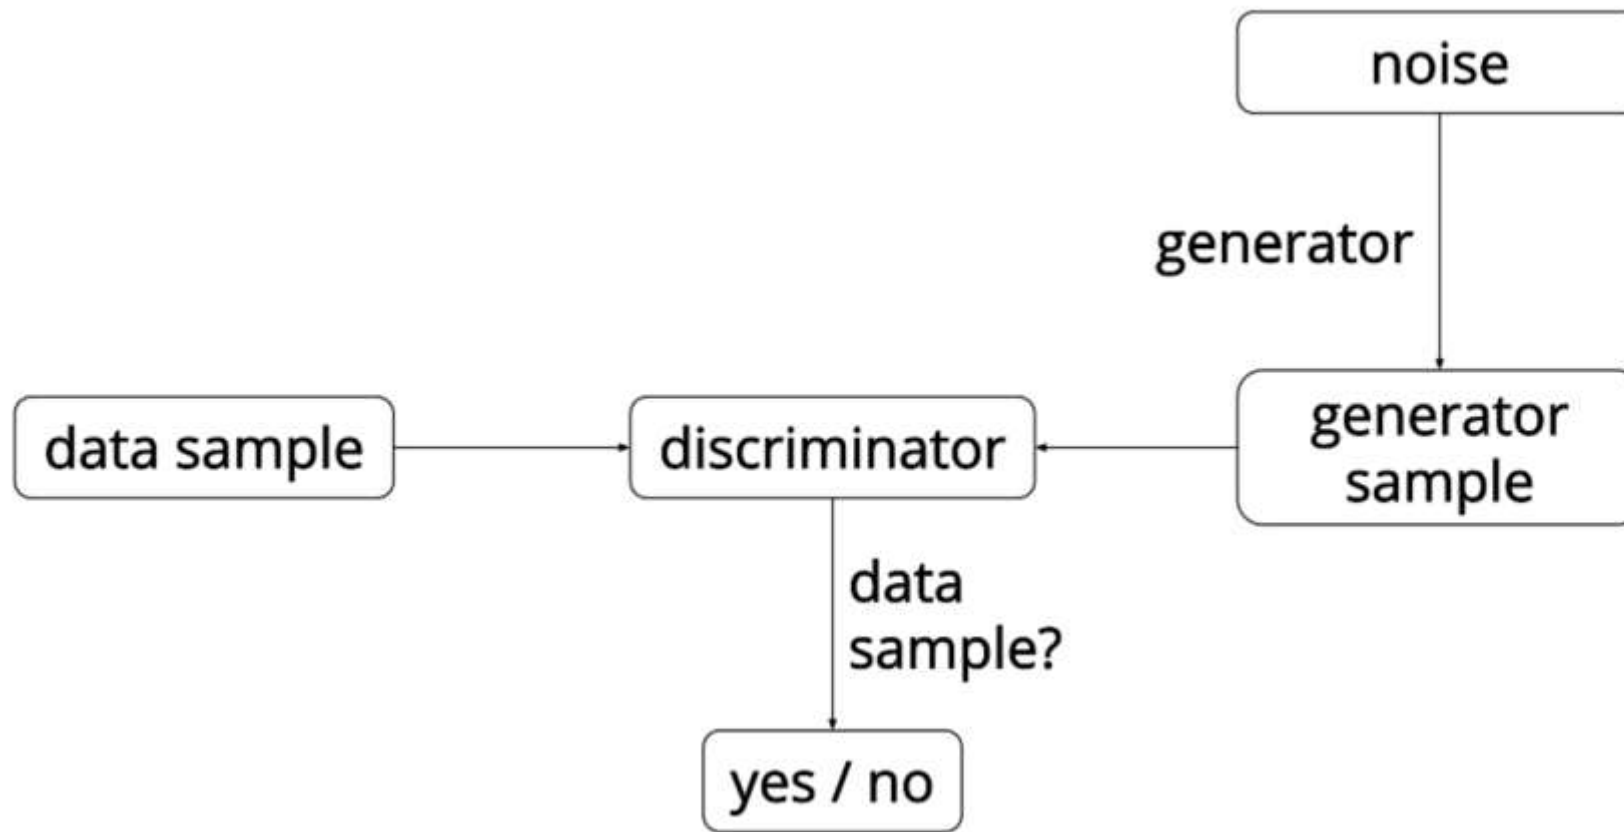 noise
generator
data sample
discriminator
generator
sample
data
sample?
yes / no